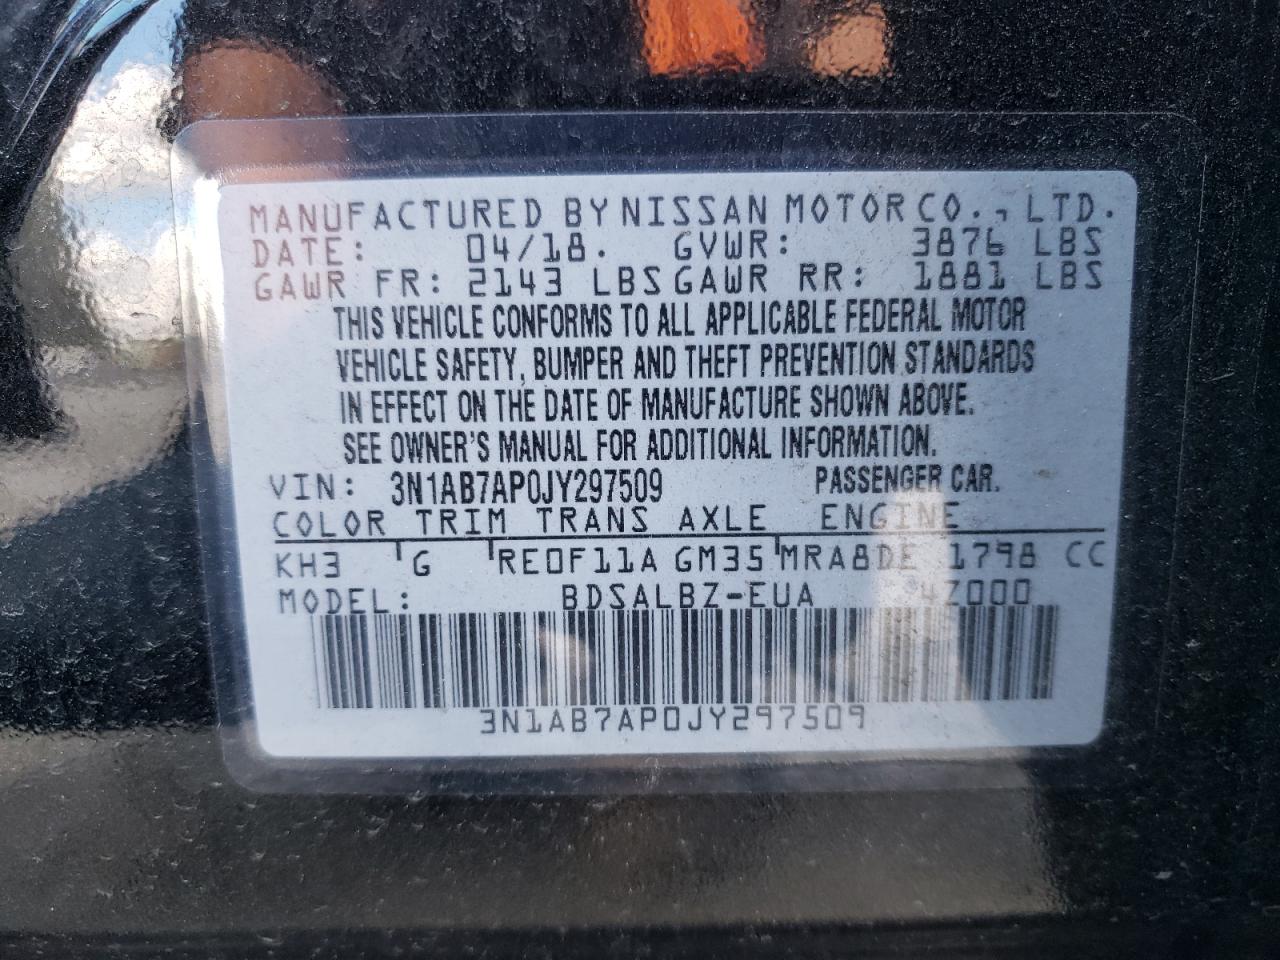 MANUFACTURED BY NISSAN MOTOR CO., LTD.
DATE: 04/18. GVWR: 3876 LBS
GAWR FR: 2143 LBS GAWR RR: 1881 LBS
THIS VEHICLE CONFORMS TO ALL APPLICABLE FEDERAL MOTOR
VEHICLE SAFETY, BUMPER AND THEFT PREVENTION STANDARDS
IN EFFECT ON THE DATE OF MANUFACTURE SHOWN ABOVE.
SEE OWNER'S MANUAL FOR ADDITIONAL INFORMATION.
VIN: 3N1AB7AP0JY297509 PASSENGER CAR.
COLOR TRIM TRANS AXLE ENGINE
KH3 G RE0F11A GM35 MRA8DE 1798 CC
MODEL: BDSALBZ-EUA 4Z000
3N1AB7AP0JY297509